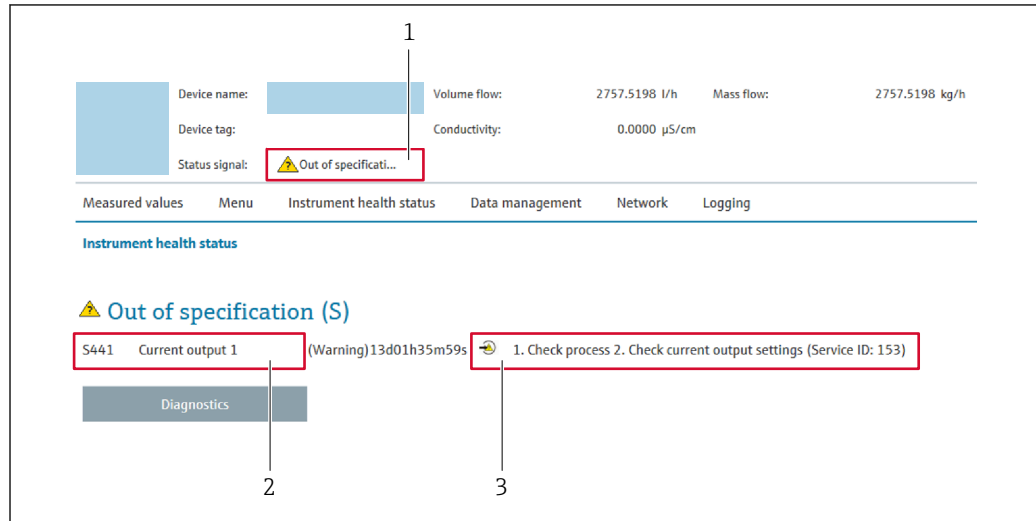 1
Device name: Volume flow: 2757.5198 l/h Mass flow: 2757.5198 kg/h
Device tag: Conductivity: 0.0000 µS/cm
Status signal: Out of specificati...
Measured values Menu Instrument health status Data management Network Logging
Instrument health status
Out of specification (S)
S441 Current output 1 (Warning)13d01h35m59s 1. Check process 2. Check current output settings (Service ID: 153)
Diagnostics
2 3